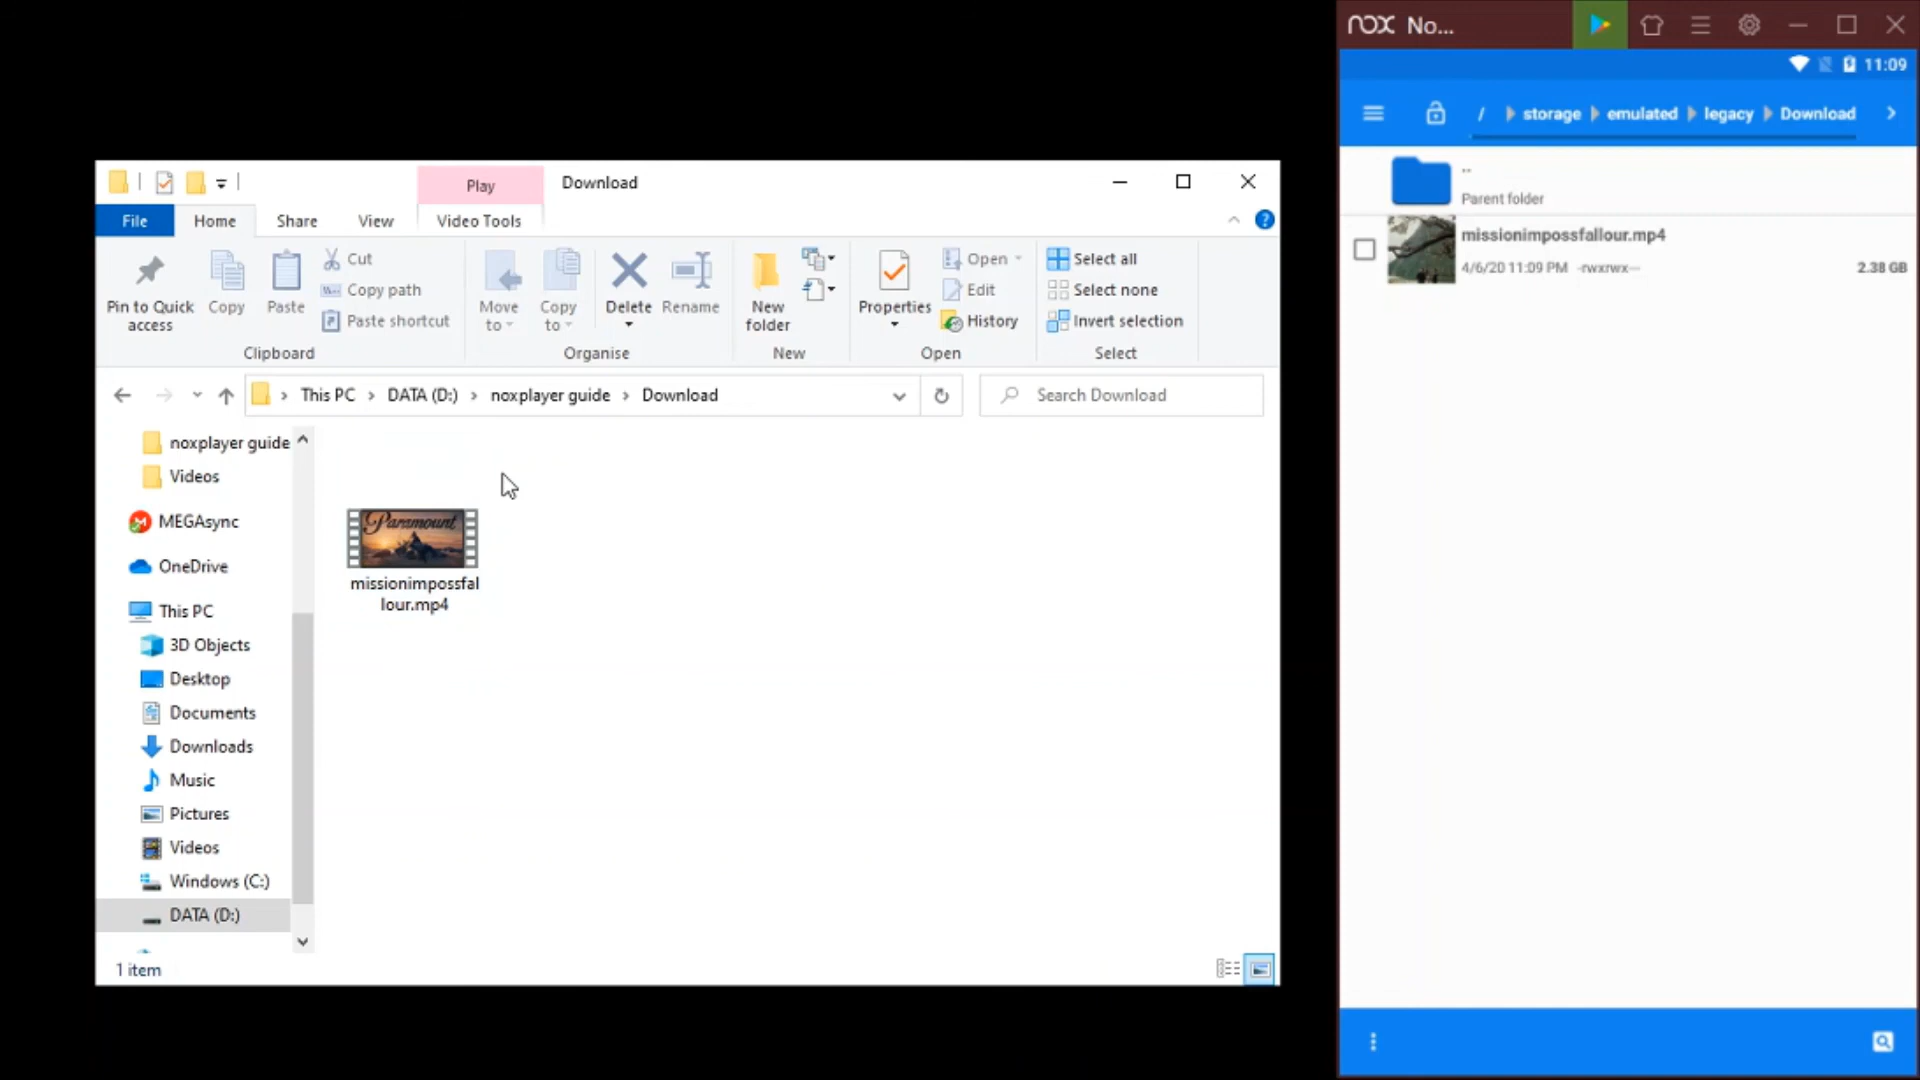 nox No...
11:09
/ storage emulated legacy Download
..
Parent folder
missionimpossfallour.mp4
4/6/20 11:09 PM -rwxrwx---
2.38 GB
Play
Download
File
Home
Share
View
Video Tools
Pin to Quick
access
Copy
Paste
Cut
Copy path
Paste shortcut
Clipboard
Move
to
Copy
to
Delete
Rename
Organise
New
folder
New
Properties
Open
Edit
History
Open
Select all
Select none
Invert selection
Select
This PC
DATA (D:)
noxplayer guide
Download
Search Download
noxplayer guide
Videos
MEGAsync
OneDrive
This PC
3D Objects
Desktop
Documents
Downloads
Music
Pictures
Videos
Windows (C:)
DATA (D:)
Paramount
missionimpossfal
lour.mp4
1 item